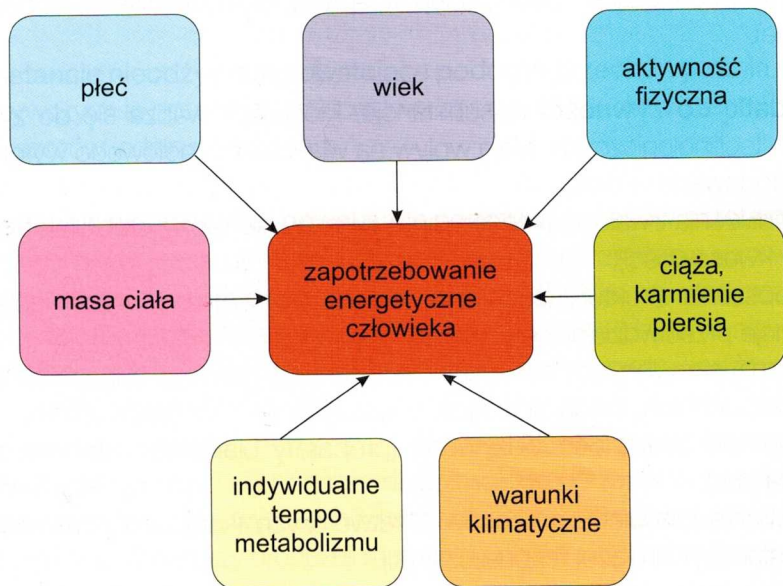 płeć
wiek
aktywność
fizyczna
masa ciała
zapotrzebowanie
energetyczne
człowieka
ciąża,
karmienie
piersią
indywidualne
tempo
metabolizmu
warunki
klimatyczne